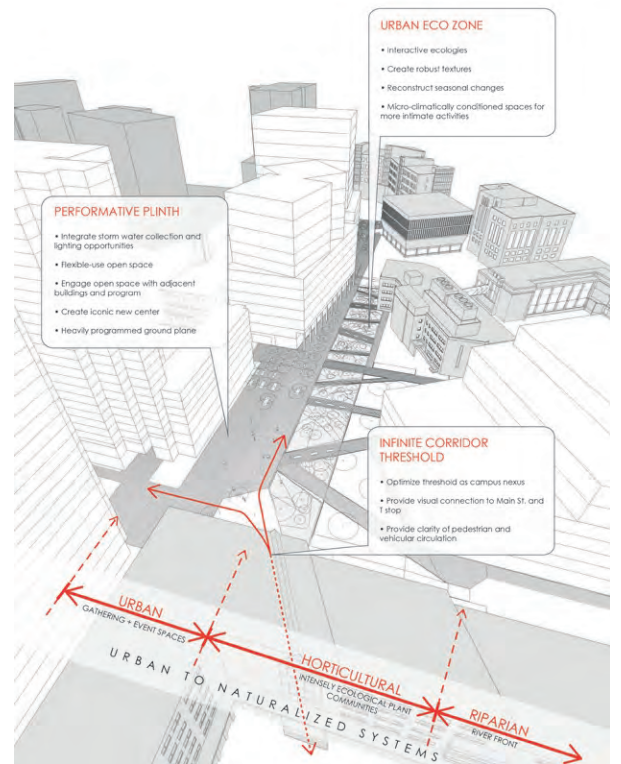 URBAN ECO ZONE
• Interactive ecologies
• Create robust textures
• Reconstruct seasonal changes
• Micro-climatically conditioned spaces for
more intimate activities
PERFORMATIVE PLINTH
• Integrate storm water collection and
lighting opportunities
• Flexible-use open space
• Engage open space with adjacent
buildings and program
• Create iconic new center
• Heavily programmed ground plane
INFINITE CORRIDOR
THRESHOLD
• Optimize threshold as campus nexus
• Provide visual connection to Main St. and
T stop
• Provide clarity of pedestrian and
vehicular circulation
URBAN
GATHERING + EVENT SPACES
HORTICULTURAL
INTENSELY ECOLOGICAL PLANT
COMMUNITIES
RIPARIAN
RIVER FRONT
URBAN TO NATURALIZED SYSTEMS